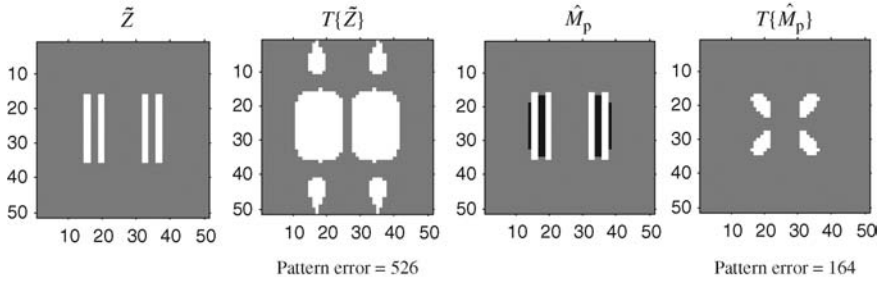 Z̃ T{Z̃} M̂p T{M̂p}
10 10 10 10
20 20 20 20
30 30 30 30
40 40 40 40
50 50 50 50
10 20 30 40 50 10 20 30 40 50 10 20 30 40 50 10 20 30 40 50
Pattern error = 526 Pattern error = 164